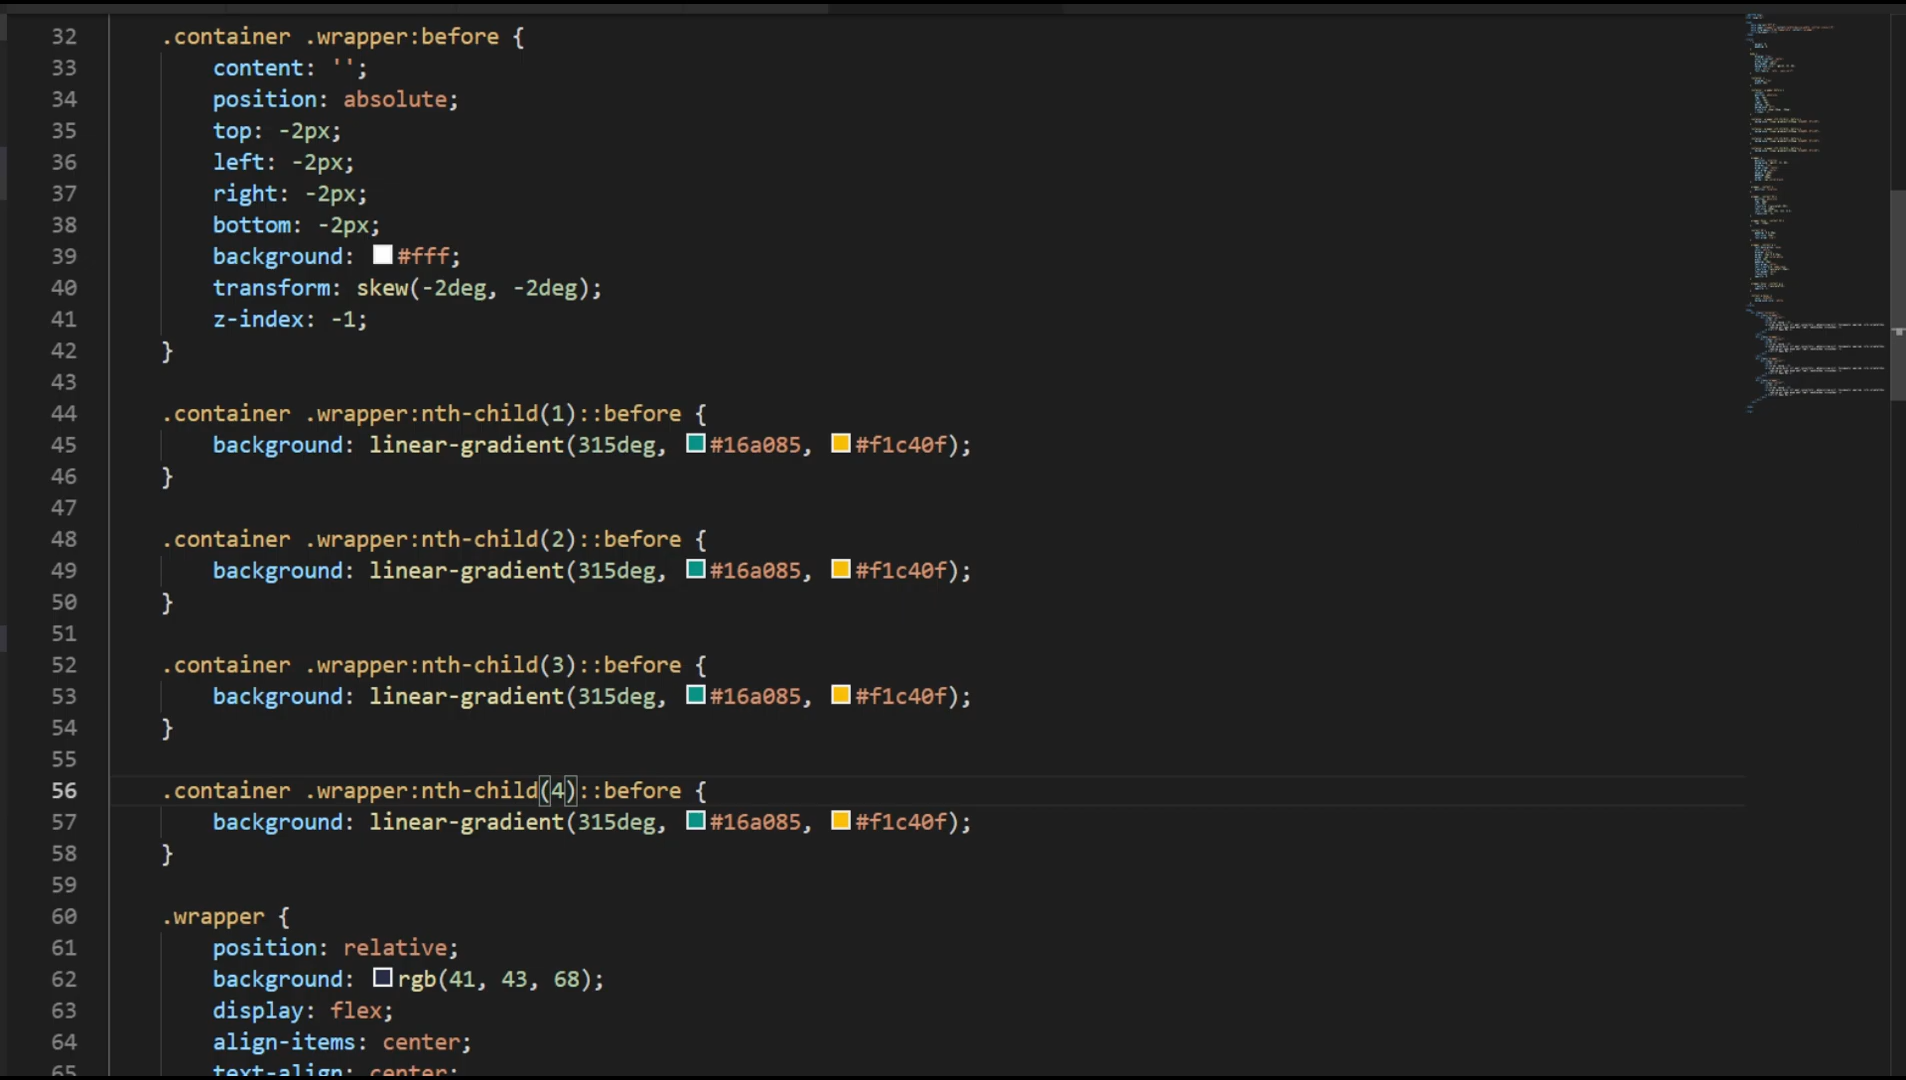 32 .container .wrapper:before {
33 content: '';
34 position: absolute;
35 top: -2px;
36 left: -2px;
37 right: -2px;
38 bottom: -2px;
39 background: #fff;
40 transform: skew(-2deg, -2deg);
41 z-index: -1;
42 }
43
44 .container .wrapper:nth-child(1)::before {
45 background: linear-gradient(315deg, #16a085, #f1c40f);
46 }
47
48 .container .wrapper:nth-child(2)::before {
49 background: linear-gradient(315deg, #16a085, #f1c40f);
50 }
51
52 .container .wrapper:nth-child(3)::before {
53 background: linear-gradient(315deg, #16a085, #f1c40f);
54 }
55
56 .container .wrapper:nth-child(4)::before {
57 background: linear-gradient(315deg, #16a085, #f1c40f);
58 }
59
60 .wrapper {
61 position: relative;
62 background: rgb(41, 43, 68);
63 display: flex;
64 align-items: center;
65 text-align: center;